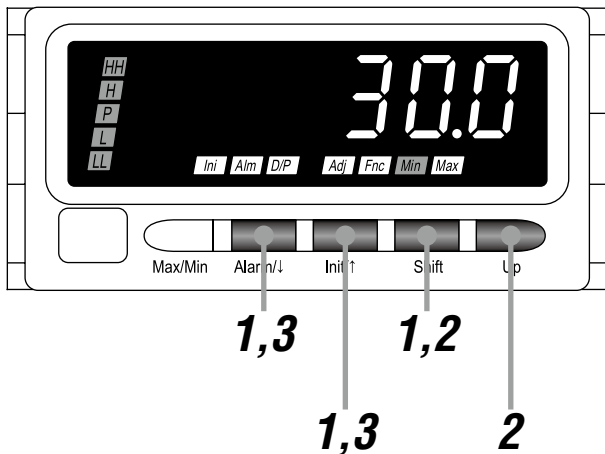 HH
H
P
L
LL
30.0
Ini Alm D/P Adj Fnc Min Max
Max/Min Alarm/↓ Init/↑ Shift Up
1,3 1,2
1,3 2